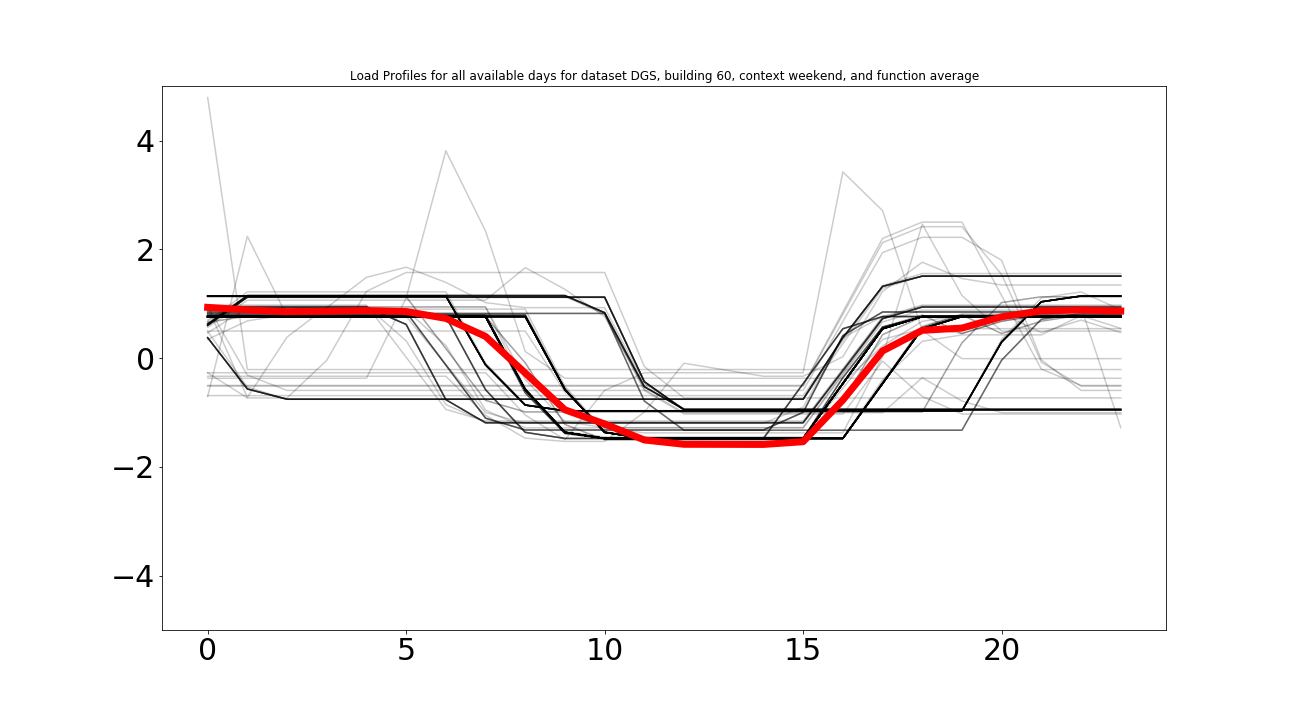 Load Profiles for all available days for dataset DGS, building 60, context weekend, and function average
4
2
0
−2
−4
0 5 10 15 20